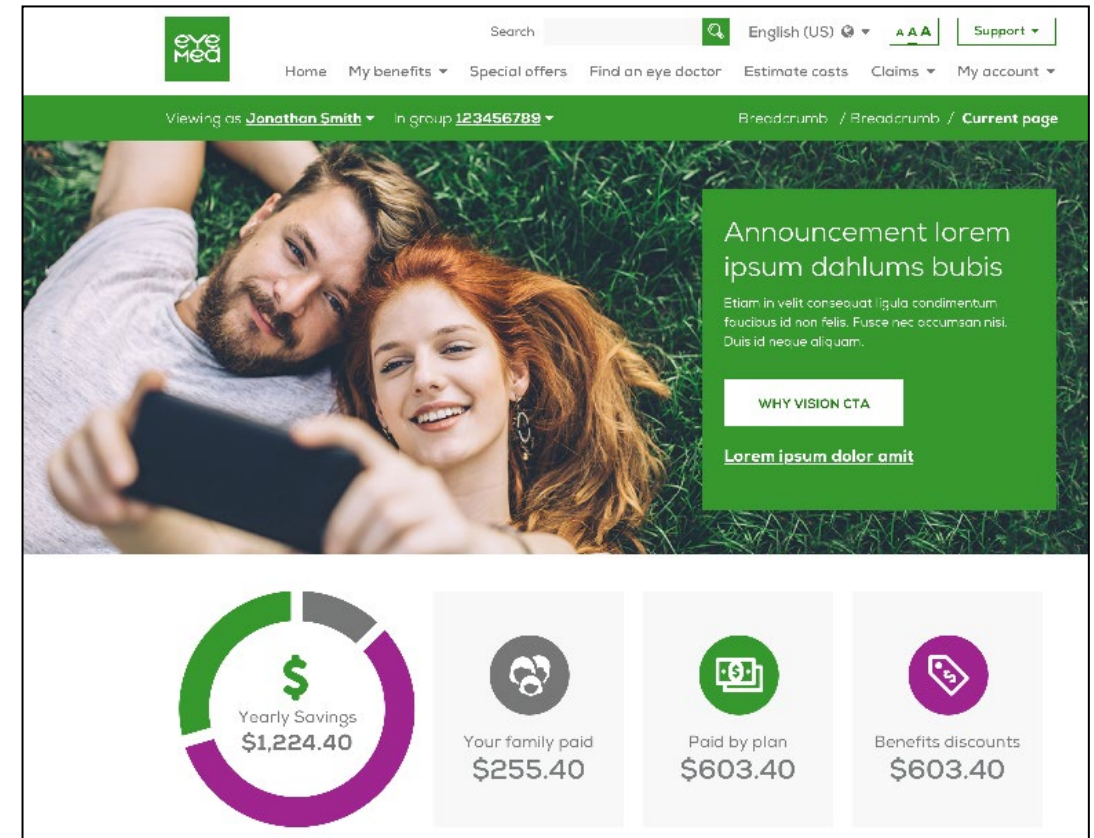 eye
med
Search
English (US)
A A A
Support
Home My benefits Special offers Find an eye doctor Estimate costs Claims My account
Viewing as Jonathan Smith In group 123456789
Breadcrumb / Breadcrumb / Current page
Announcement lorem
ipsum dahlums bubis
Etiam in velit consequat ligula condimentum
faucibus id non felis. Fusce nec accumsan nisi.
Duis id neque aliquam.
WHY VISION CTA
Lorem ipsum dolor amit
$
Yearly Savings
$1,224.40
Your family paid
$255.40
Paid by plan
$603.40
Benefits discounts
$603.40